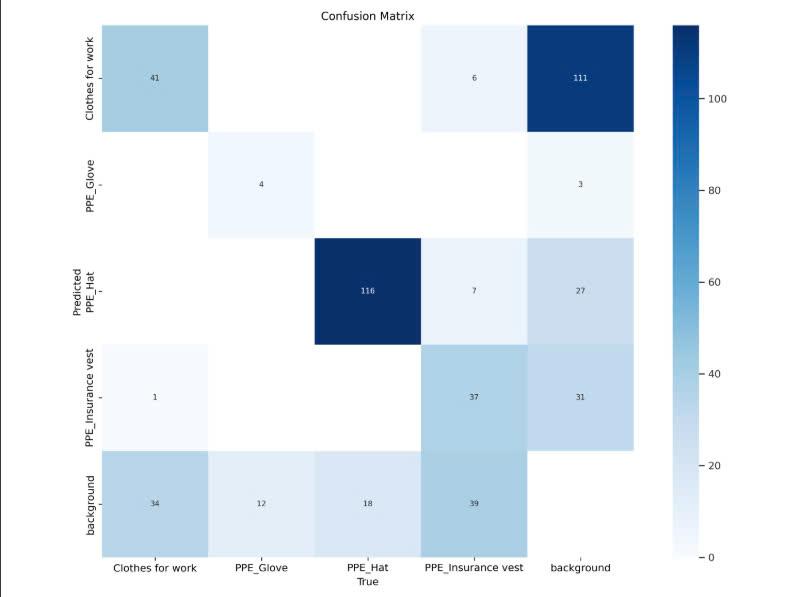 Confusion Matrix
Clothes for work
41
6
111
PPE_Glove
4
3
Predicted
PPE_Hat
116
7
27
PPE_Insurance vest
1
37
31
background
34
12
18
39
Clothes for work
PPE_Glove
PPE_Hat
PPE_Insurance vest
background
True
100
80
60
40
20
0